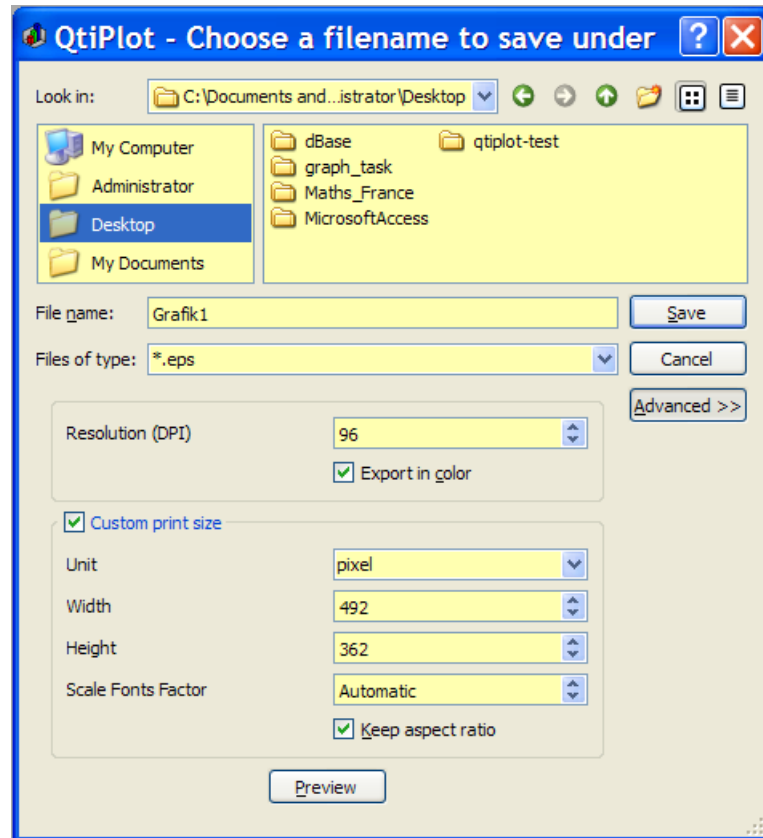 QtiPlot - Choose a filename to save under
Look in: C:\Documents and...istrator\Desktop
My Computer
Administrator
Desktop
My Documents
dBase qtiplot-test
graph_task
Maths_France
MicrosoftAccess
File name: Grafik1 Save
Files of type: *.eps Cancel
Advanced >>
Resolution (DPI) 96
Export in color
Custom print size
Unit pixel
Width 492
Height 362
Scale Fonts Factor Automatic
Keep aspect ratio
Preview